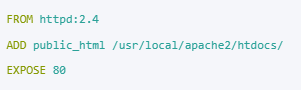 FROM httpd:2.4
ADD public_html /usr/local/apache2/htdocs/
EXPOSE 80